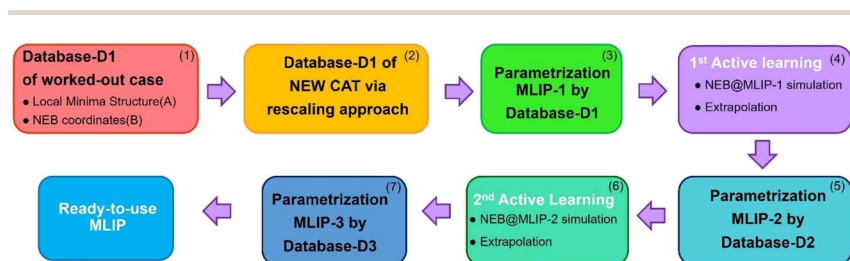 (1)
Database-D1
of worked-out case
● Local Minima Structure(A)
● NEB coordinates(B)
(2)
Database-D1 of
NEW CAT via
rescaling approach
(3)
Parametrization
MLIP-1 by
Database-D1
(4)
1st Active learning
● NEB@MLIP-1 simulation
● Extrapolation
(5)
Parametrization
MLIP-2 by
Database-D2
(6)
2nd Active Learning
● NEB@MLIP-2 simulation
● Extrapolation
(7)
Parametrization
MLIP-3 by
Database-D3
Ready-to-use
MLIP